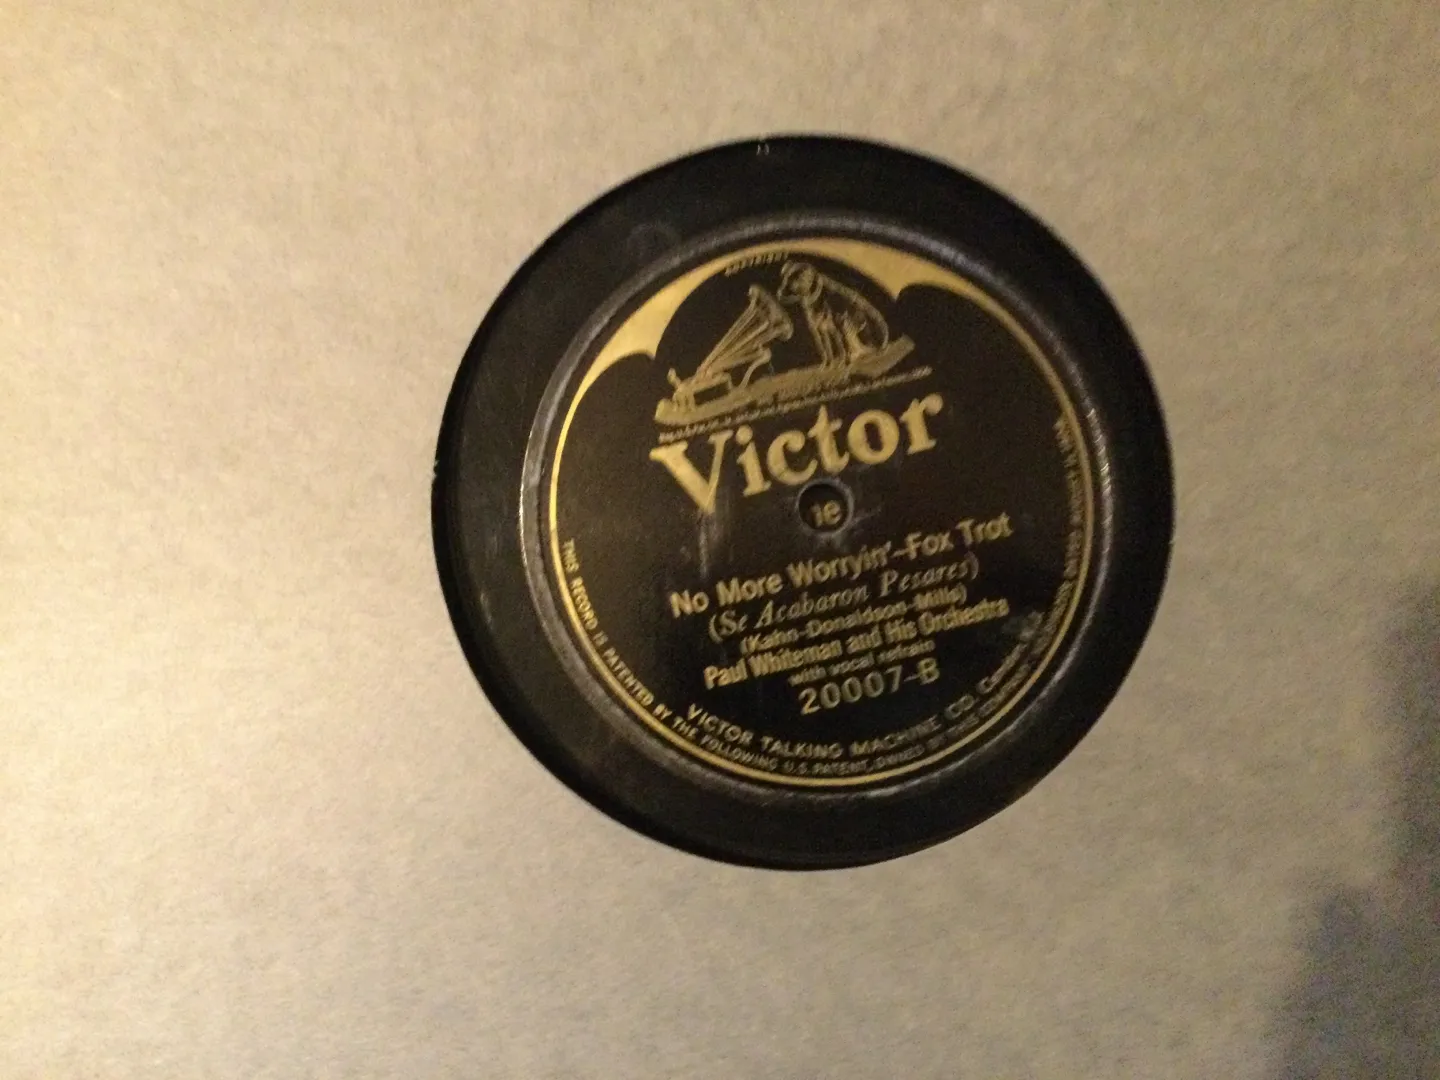 Victor
No More Worryin'-Fox Trot
(Se Acabaron Pesares)
(Kahn-Donaldson-Mills)
Paul Whiteman and His Orchestra
with vocal refrain
20007-B
VICTOR TALKING MACHINE CO. Camden, N.J.
THIS RECORD IS PATENTED BY THE FOLLOWING U.S. PATENT, OWNED BY THIS COMPANY